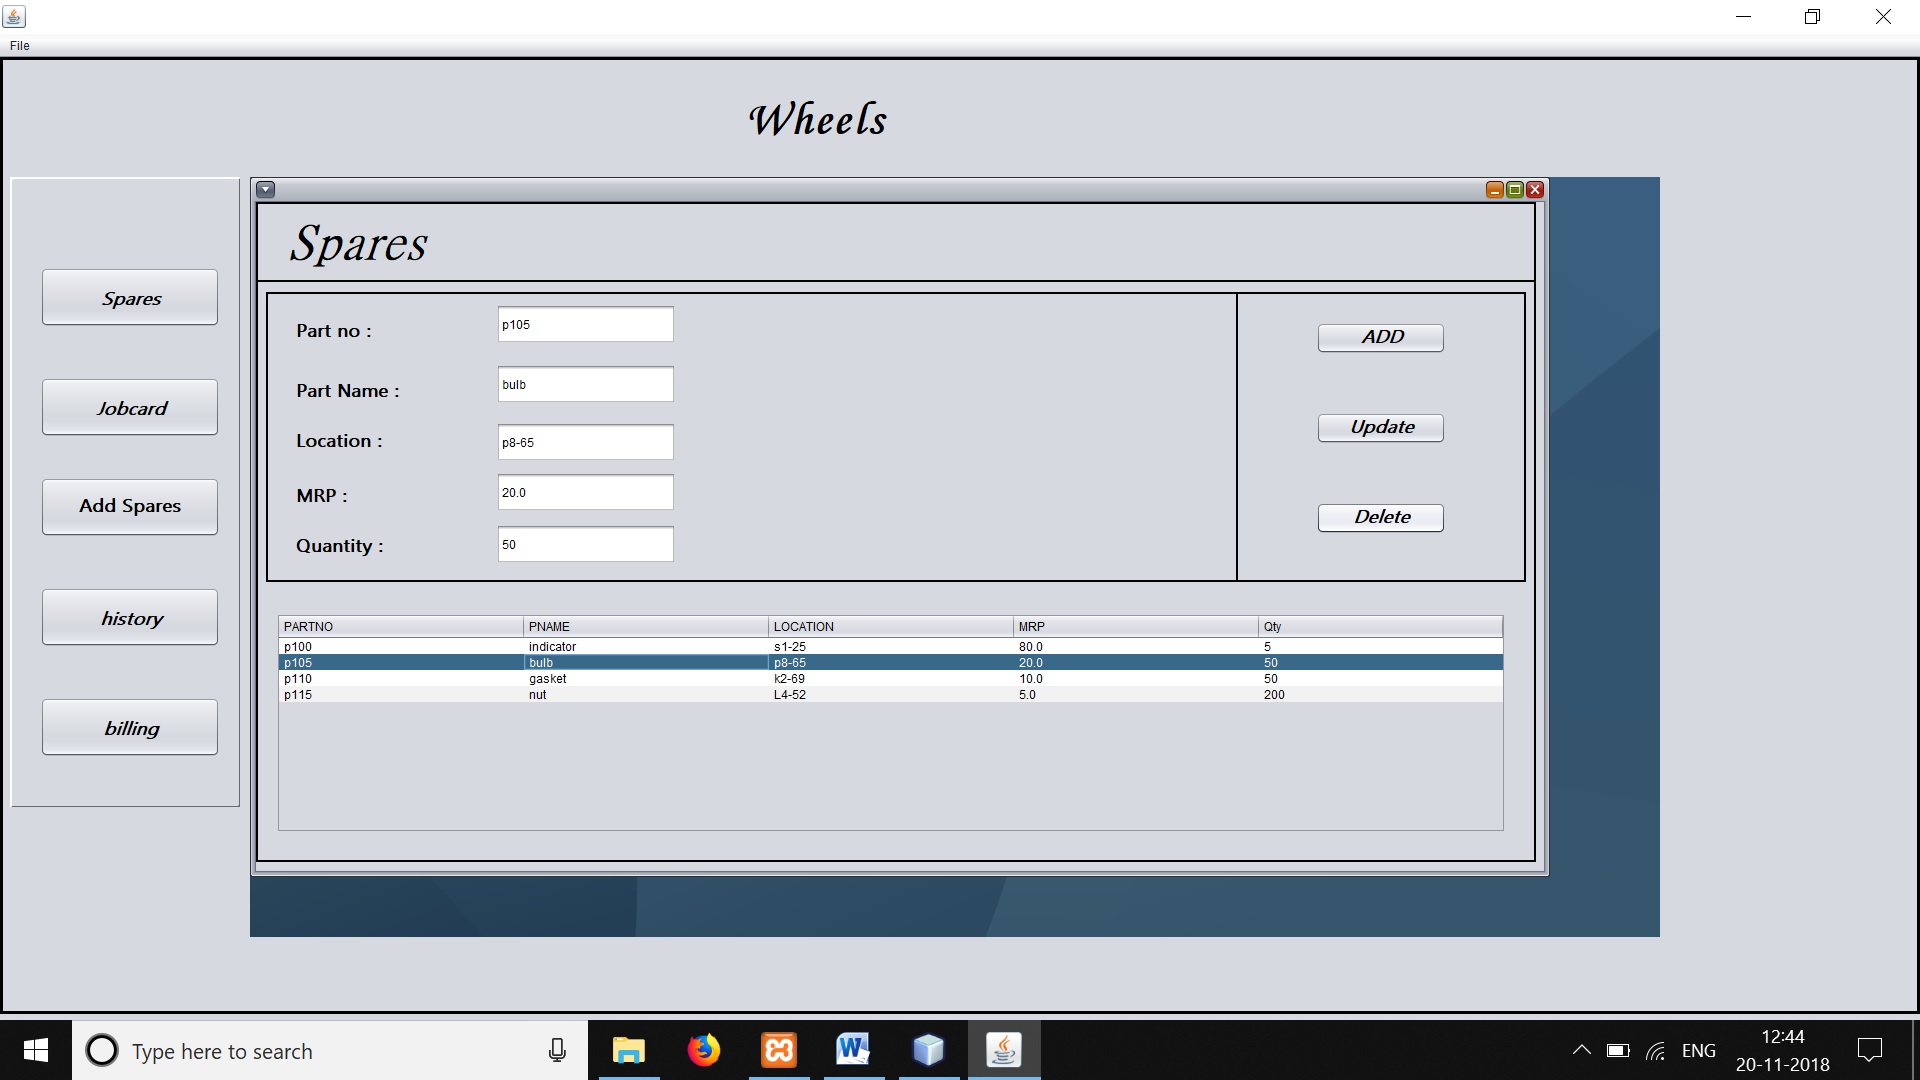 File
Wheels
Spares
Jobcard
Add Spares
history
billing
Spares
Part no :
p105
Part Name :
bulb
Location :
p8-65
MRP :
20.0
Quantity :
50
ADD
Update
Delete
PARTNO PNAME LOCATION MRP Qty
p100 indicator s1-25 80.0 5
p105 bulb p8-65 20.0 50
p110 gasket k2-69 10.0 50
p115 nut L4-52 5.0 200
Type here to search
ENG
12:44
20-11-2018